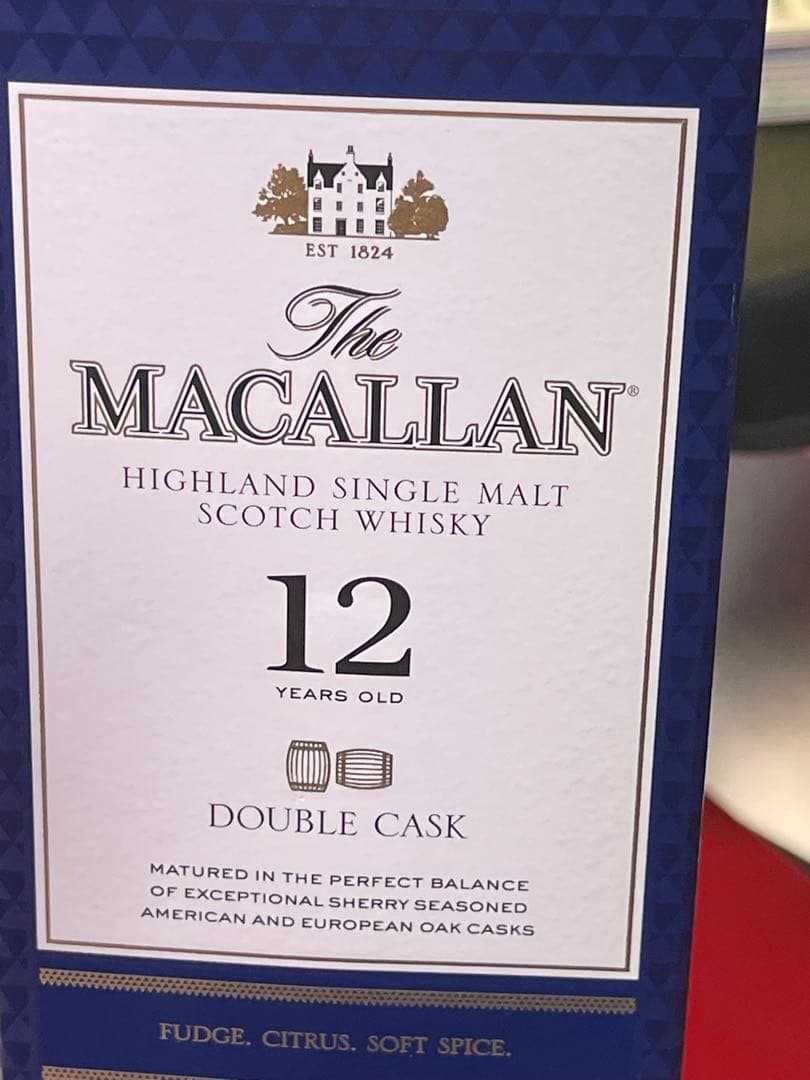 EST 1824
The
MACALLAN®
HIGHLAND SINGLE MALT
SCOTCH WHISKY
12
YEARS OLD
DOUBLE CASK
MATURED IN THE PERFECT BALANCE
OF EXCEPTIONAL SHERRY SEASONED
AMERICAN AND EUROPEAN OAK CASKS
FUDGE. CITRUS. SOFT SPICE.